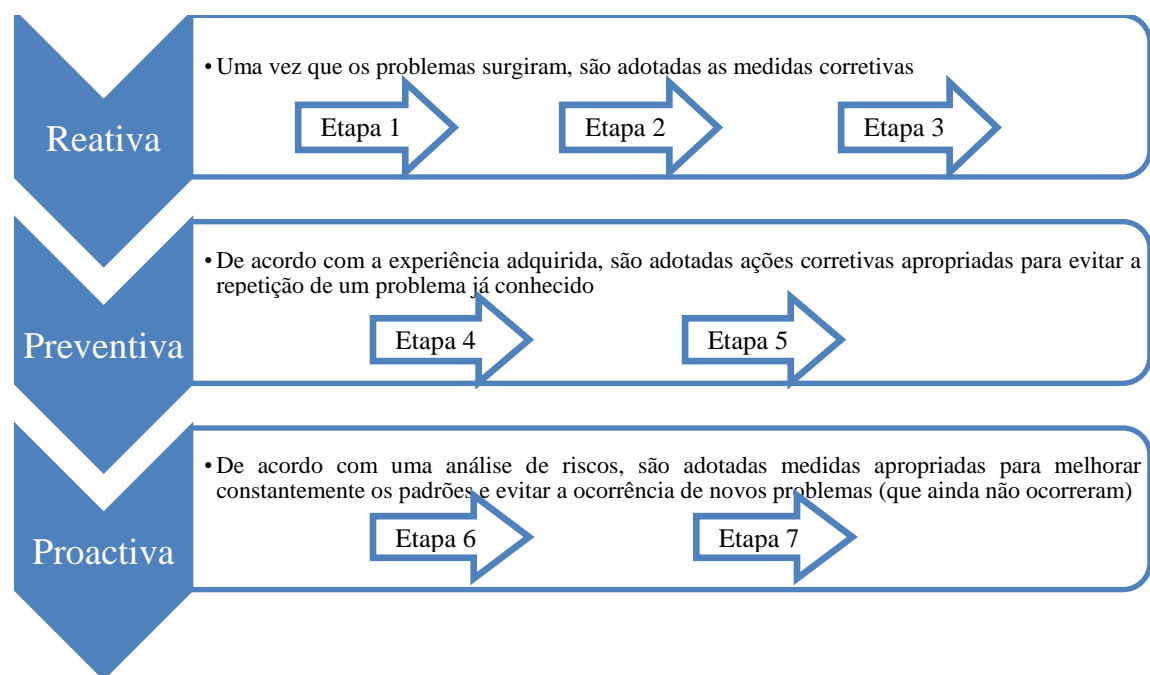 Reativa
• Uma vez que os problemas surgiram, são adotadas as medidas corretivas
Etapa 1
Etapa 2
Etapa 3
Preventiva
• De acordo com a experiência adquirida, são adotadas ações corretivas apropriadas para evitar a
repetição de um problema já conhecido
Etapa 4
Etapa 5
Proactiva
• De acordo com uma análise de riscos, são adotadas medidas apropriadas para melhorar
constantemente os padrões e evitar a ocorrência de novos problemas (que ainda não ocorreram)
Etapa 6
Etapa 7